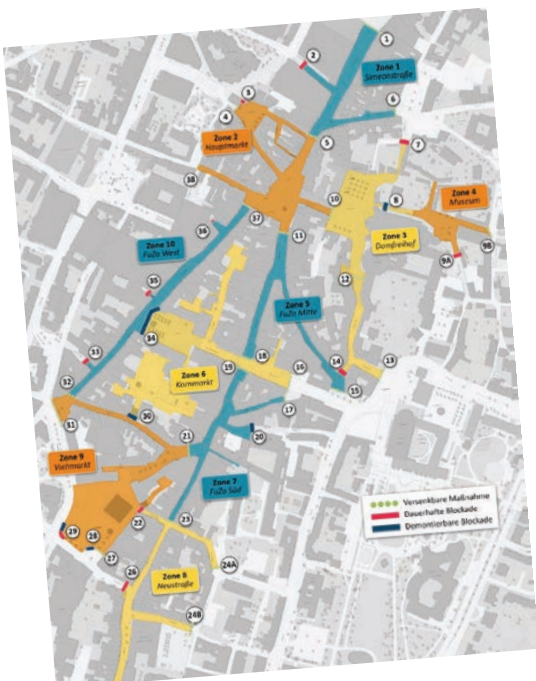 1
2
Zone 1
Simeonstraße
3
6
4
Zone 2
Hauptmarkt
5
7
38
Zone 4
Museum
10
8
37
36
11
Zone 3
Domfreihof
9B
9A
Zone 10
FuZo West
12
35
Zone 5
FuZo Mitte
34
33
18
14
13
19
16
Zone 6
Kornmarkt
15
32
17
31
30
20
21
Zone 9
Viehmarkt
Zone 7
FuZo Süd
Versenkbare Maßnahme
Dauerhafte Blockade
Demontierbare Blockade
22
23
29
28
27
24A
26
Zone 8
Neustraße
24B